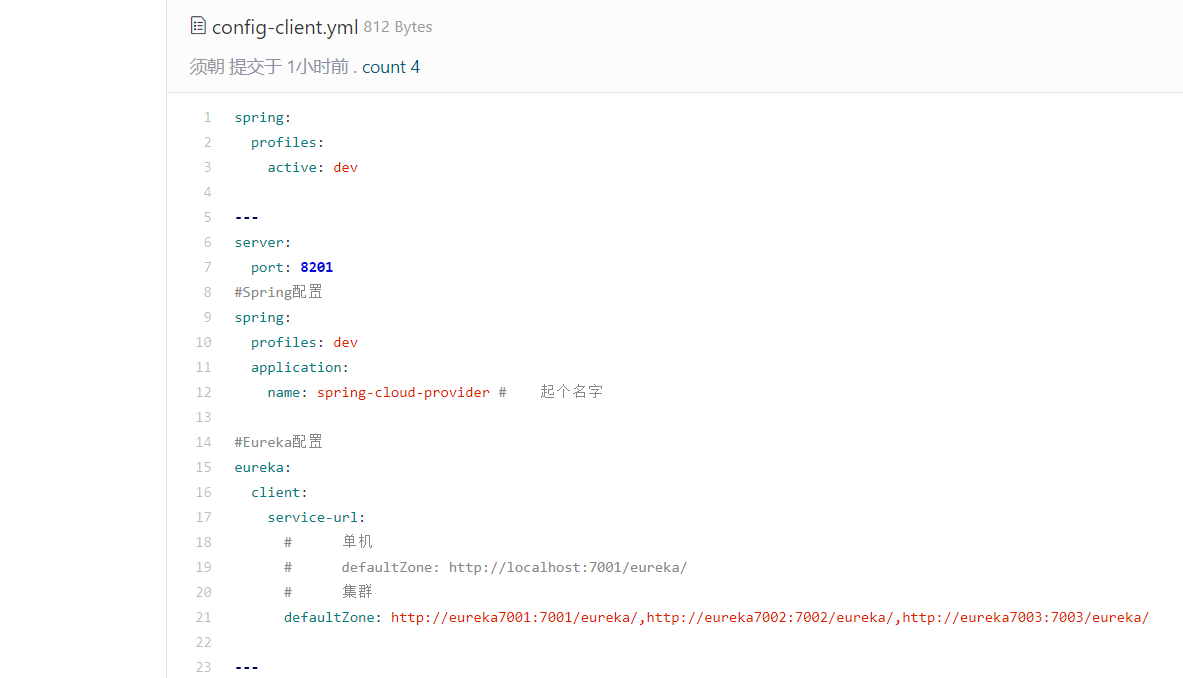 config-client.yml 812 Bytes
须朝 提交于 1小时前 . count 4
1 spring:
2   profiles:
3     active: dev
4
5 ---
6 server:
7   port: 8201
8 #Spring配置
9 spring:
10   profiles: dev
11   application:
12     name: spring-cloud-provider #    起个名字
13
14 #Eureka配置
15 eureka:
16   client:
17     service-url:
18       #      单机
19       #      defaultZone: http://localhost:7001/eureka/
20       #      集群
21       defaultZone: http://eureka7001:7001/eureka/,http://eureka7002:7002/eureka/,http://eureka7003:7003/eureka/
22
23 ---